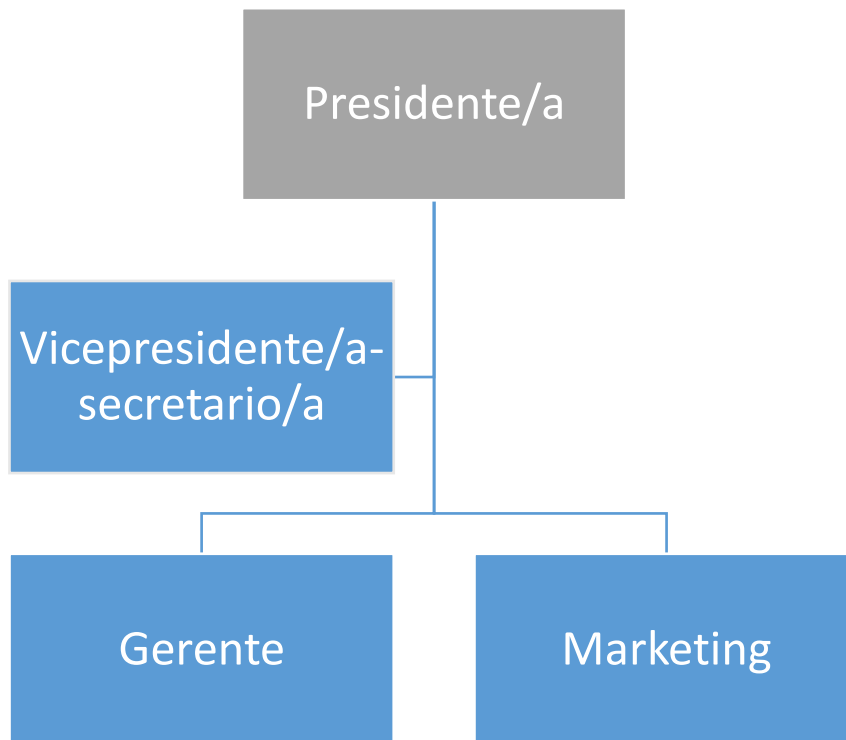 Presidente/a
Vicepresidente/a-
secretario/a
Gerente
Marketing